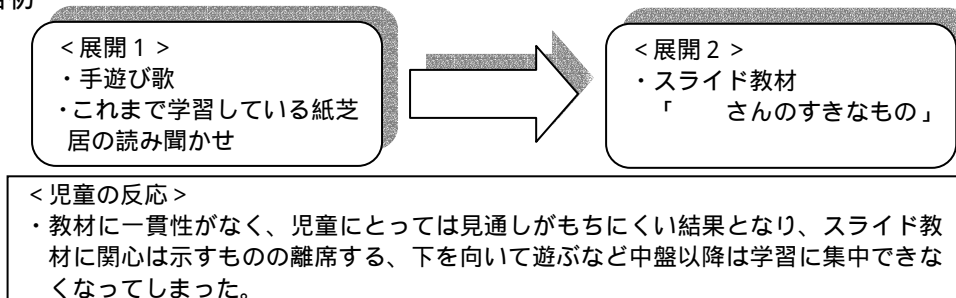 <展開1>
・手遊び歌
・これまで学習している紙芝
居の読み聞かせ
<展開2>
・スライド教材
「　　さんのすきなもの」
<児童の反応>
・教材に一貫性がなく、児童にとっては見通しがもちにくい結果となり、スライド教
材に関心は示すものの離席する、下を向いて遊ぶなど中盤以降は学習に集中できな
くなってしまった。